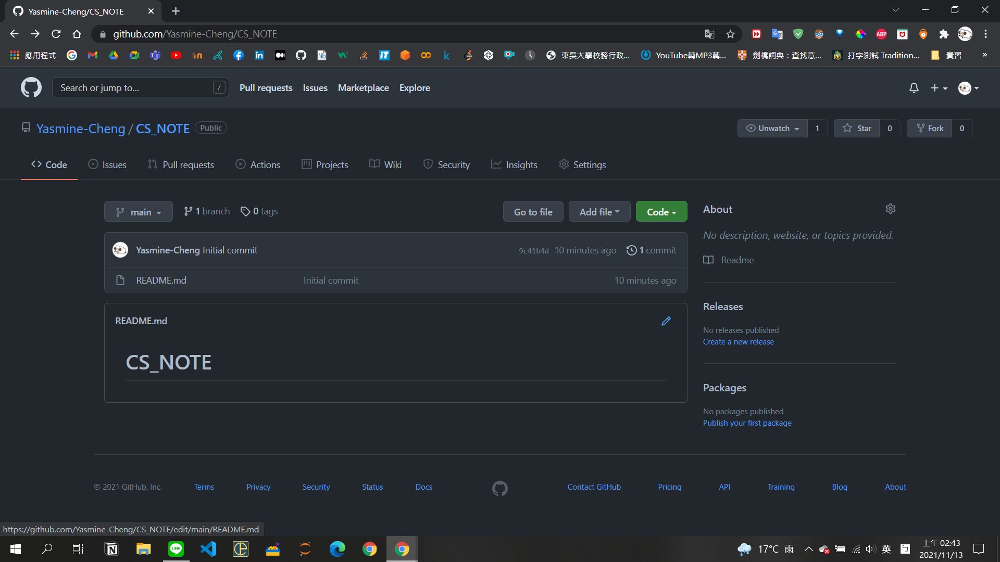 Yasmine-Cheng/CS_NOTE
github.com/Yasmine-Cheng/CS_NOTE
應用程式
東吳大學校務行政...
YouTube轉MP3轉...
劍橋詞典：查找意...
打字測試 Tradition...
實習
»
Search or jump to...
/
Pull requests
Issues
Marketplace
Explore
Yasmine-Cheng / CS_NOTE
Public
Unwatch
1
Star
0
Fork
0
Code
Issues
Pull requests
Actions
Projects
Wiki
Security
Insights
Settings
main
1 branch
0 tags
Go to file
Add file
Code
Yasmine-Cheng Initial commit
9c41b4d
10 minutes ago
1 commit
README.md
Initial commit
10 minutes ago
README.md
CS_NOTE
About
No description, website, or topics provided.
Readme
Releases
No releases published
Create a new release
Packages
No packages published
Publish your first package
© 2021 GitHub, Inc.
Terms
Privacy
Security
Status
Docs
Contact GitHub
Pricing
API
Training
Blog
About
https://github.com/Yasmine-Cheng/CS_NOTE/edit/main/README.md
17°C 雨
英
上午 02:43
2021/11/13